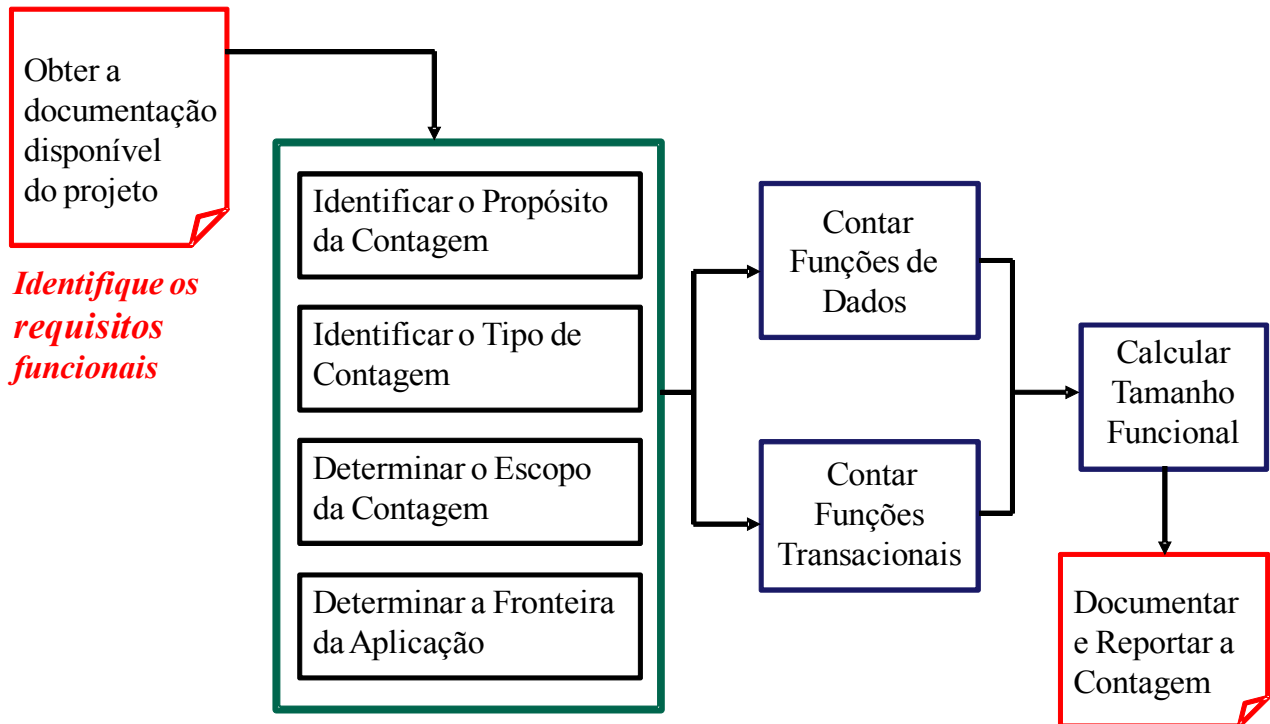 Obter a
documentação
disponível
do projeto
Identifique os
requisitos
funcionais
Identificar o Propósito
da Contagem
Identificar o Tipo de
Contagem
Determinar o Escopo
da Contagem
Determinar a Fronteira
da Aplicação
Contar
Funções de
Dados
Contar
Funções
Transacionais
Calcular
Tamanho
Funcional
Documentar
e Reportar a
Contagem